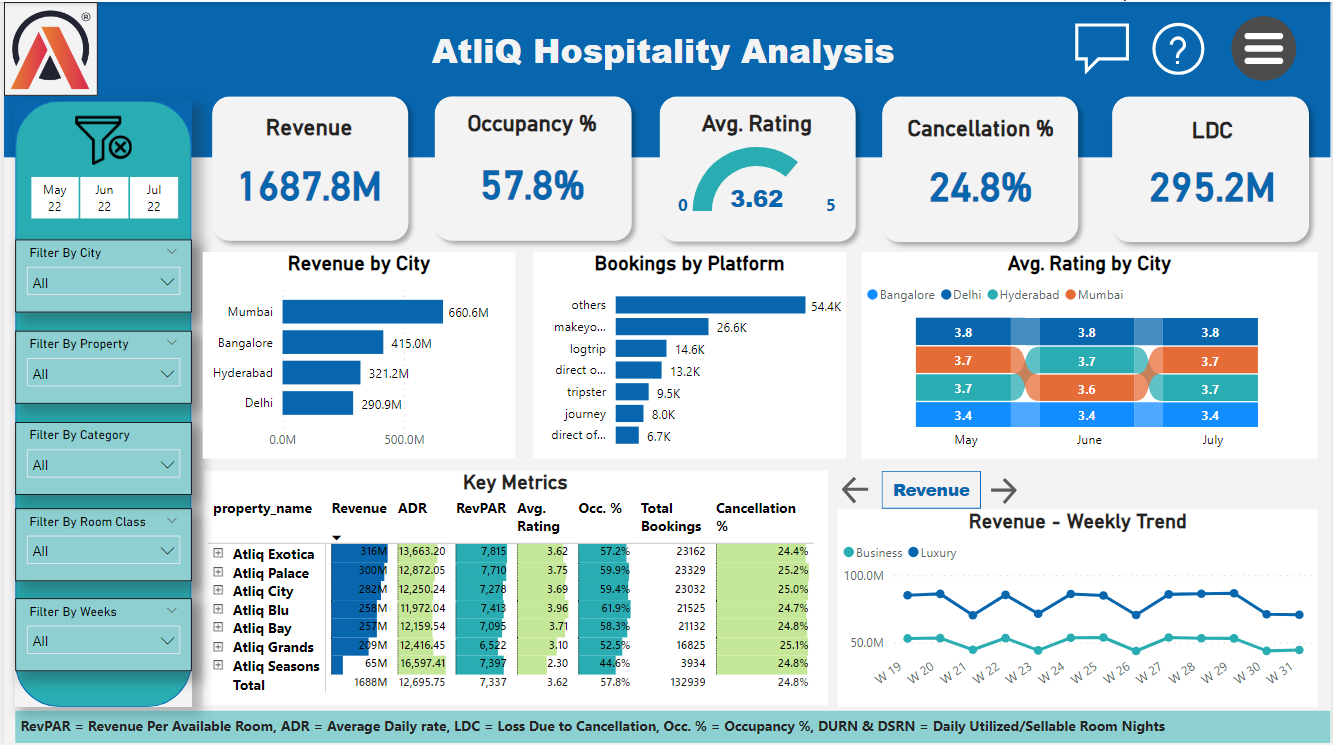 ®
AtliQ Hospitality Analysis
?
May 22
Jun 22
Jul 22
Filter By City
All
Filter By Property
All
Filter By Category
All
Filter By Room Class
All
Filter By Weeks
All
Revenue
1687.8M
Occupancy %
57.8%
Avg. Rating
0 3.62 5
Cancellation %
24.8%
LDC
295.2M
Revenue by City
Mumbai 660.6M
Bangalore 415.0M
Hyderabad 321.2M
Delhi 290.9M
0.0M 500.0M
Bookings by Platform
others 54.4K
makeyo... 26.6K
logtrip 14.6K
direct o... 13.2K
tripster 9.5K
journey 8.0K
direct of... 6.7K
Avg. Rating by City
Bangalore Delhi Hyderabad Mumbai
3.8 3.8 3.8
3.7 3.7 3.7
3.7 3.6 3.7
3.4 3.4 3.4
May June July
Key Metrics
property_name Revenue ADR RevPAR Avg. Rating Occ. % Total Bookings Cancellation %
Atliq Exotica 316M 13,663.20 7,815 3.62 57.2% 23162 24.4%
Atliq Palace 300M 12,872.05 7,710 3.75 59.9% 23329 25.2%
Atliq City 282M 12,250.24 7,278 3.69 59.4% 23032 25.0%
Atliq Blu 258M 11,972.04 7,413 3.96 61.9% 21525 24.7%
Atliq Bay 257M 12,159.54 7,095 3.71 58.3% 21132 24.8%
Atliq Grands 209M 12,416.45 6,522 3.10 52.5% 16825 25.1%
Atliq Seasons 65M 16,597.41 7,397 2.30 44.6% 3934 24.8%
Total 1688M 12,695.75 7,337 3.62 57.8% 132939 24.8%
Revenue
Revenue - Weekly Trend
Business Luxury
100.0M
50.0M
W 19 W 20 W 21 W 22 W 23 W 24 W 25 W 26 W 27 W 28 W 29 W 30 W 31
RevPAR = Revenue Per Available Room, ADR = Average Daily rate, LDC = Loss Due to Cancellation, Occ. % = Occupancy %, DURN & DSRN = Daily Utilized/Sellable Room Nights